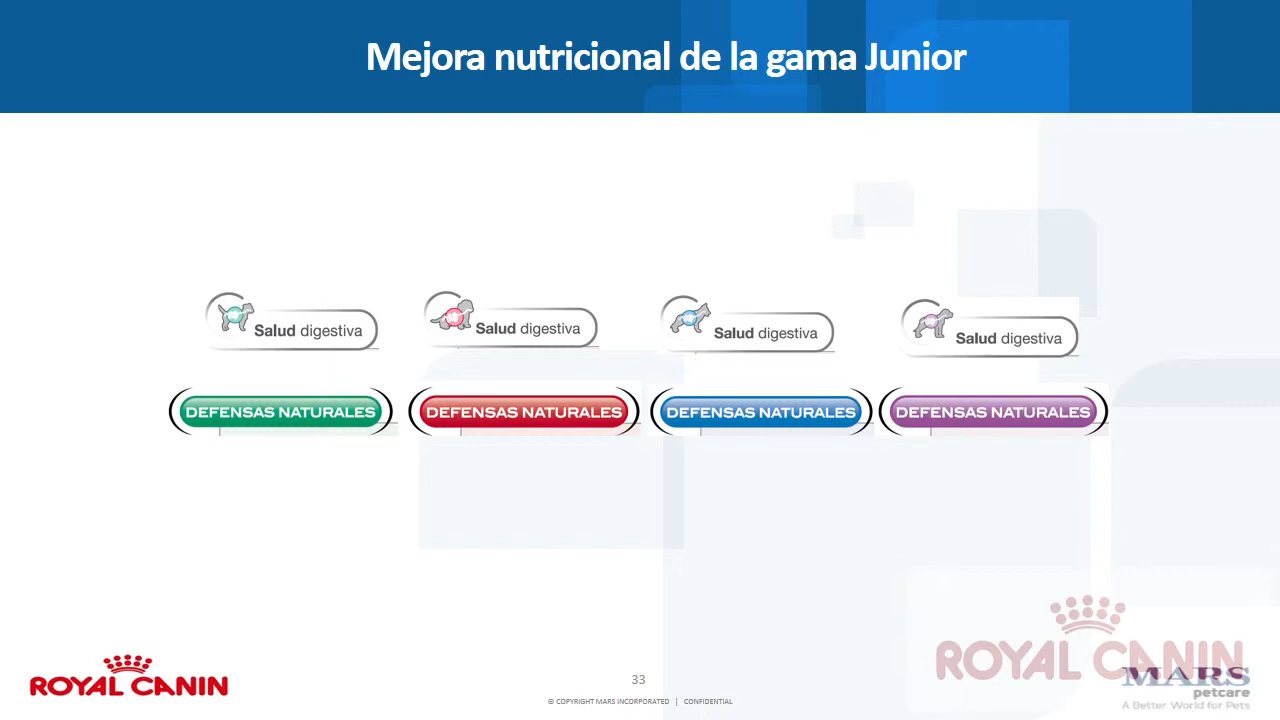 Mejora nutricional de la gama Junior
Salud digestiva
Salud digestiva
Salud digestiva
Salud digestiva
DEFENSAS NATURALES
DEFENSAS NATURALES
DEFENSAS NATURALES
DEFENSAS NATURALES
ROYAL CANIN
33
© COPYRIGHT MARS INCORPORATED | CONFIDENTIAL
ROYAL CANIN
MARS
petcare
A Better World for Pets